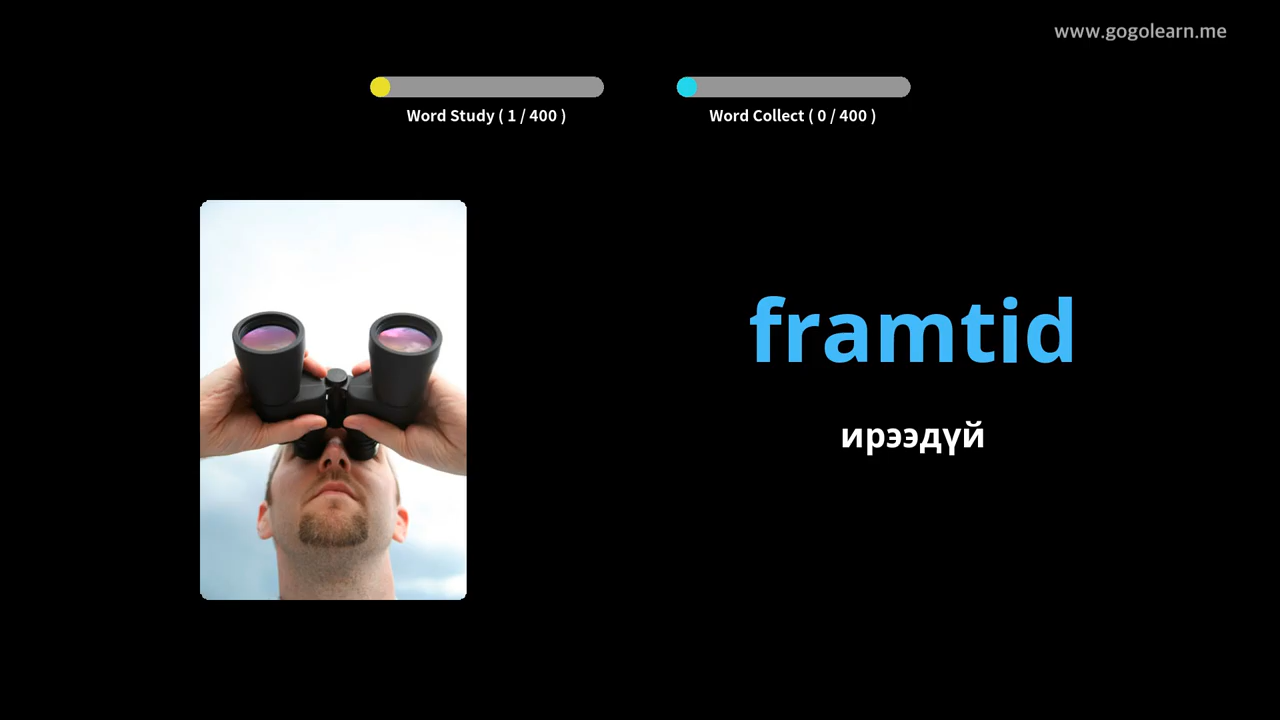 www.gogolearn.me
Word Study ( 1 / 400 )
Word Collect ( 0 / 400 )
framtid
ирээдүй